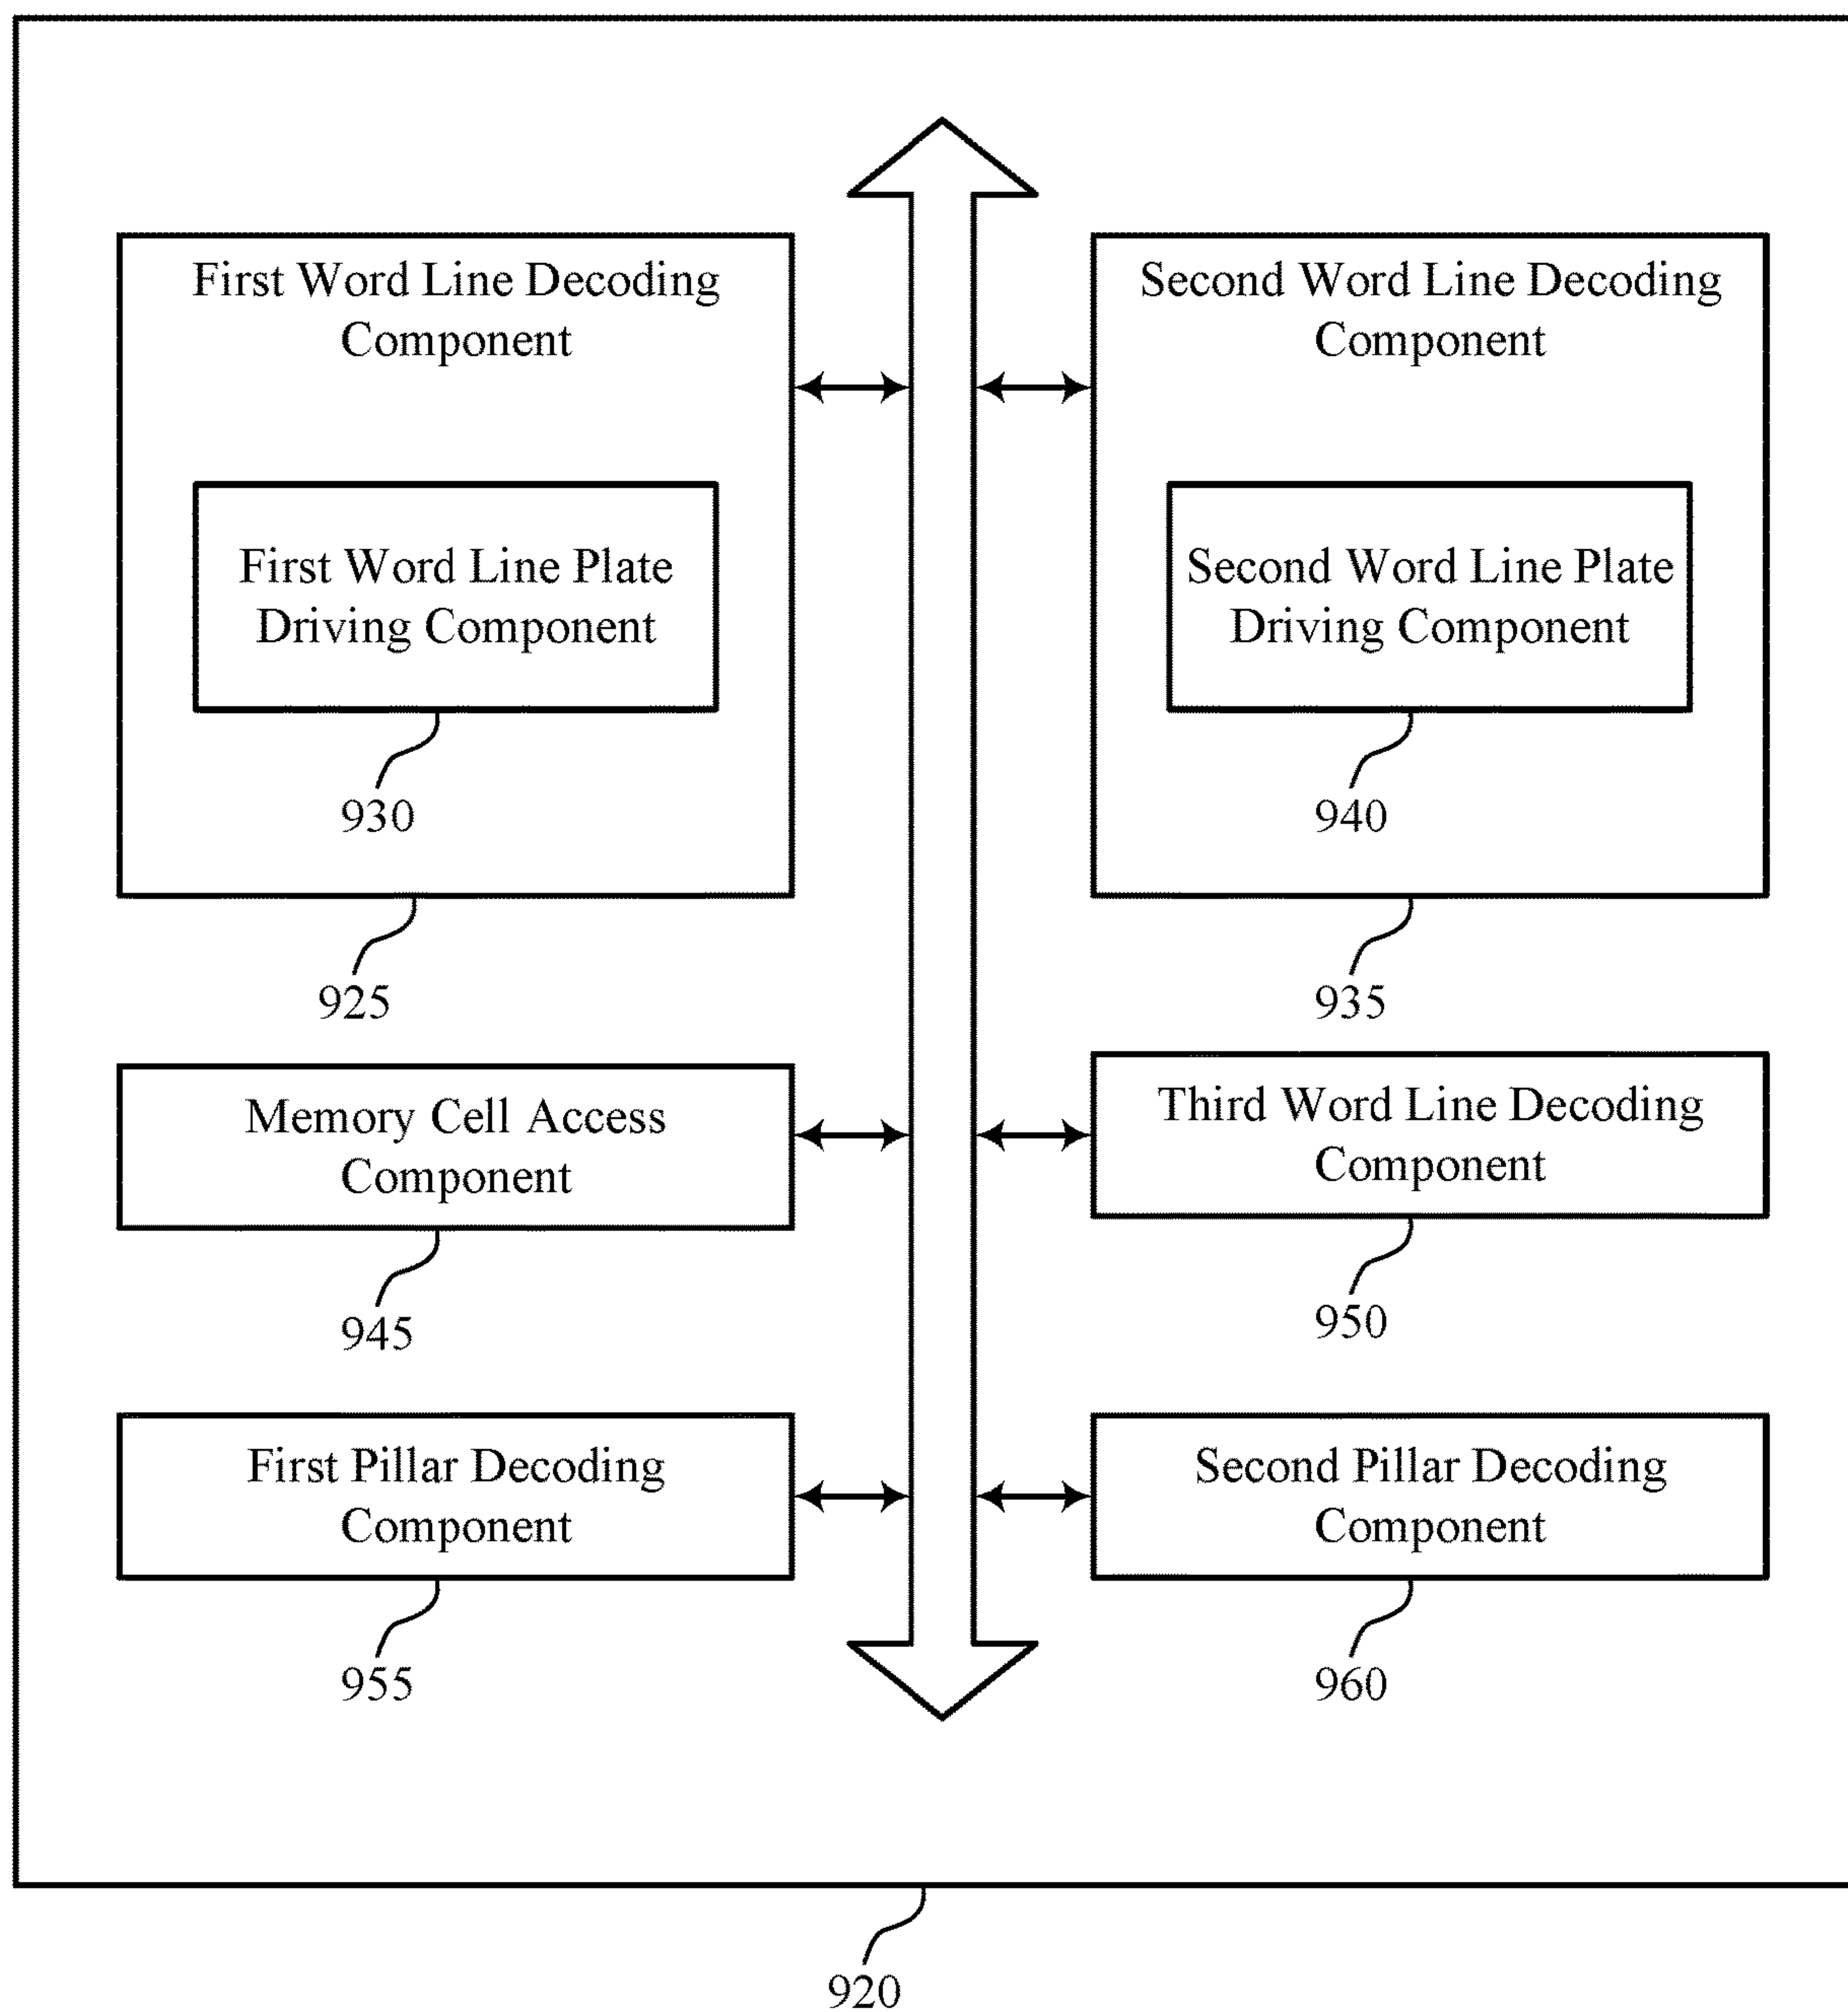 First Word Line Decoding
Component
First Word Line Plate
Driving Component
930
925
Second Word Line Decoding
Component
Second Word Line Plate
Driving Component
940
935
Memory Cell Access
Component
945
Third Word Line Decoding
Component
950
First Pillar Decoding
Component
955
Second Pillar Decoding
Component
960
920